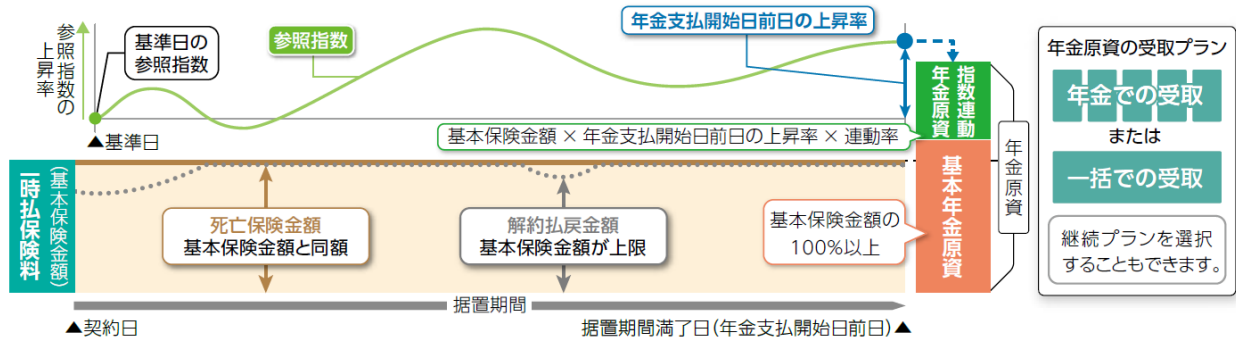 参照指数の
上昇率
基準日の
参照指数
参照指数
年金支払開始日前日の上昇率
▲基準日
基本保険金額 × 年金支払開始日前日の上昇率 × 連動率
指数連動
年金原資
一時払保険料
(基本保険金額)
死亡保険金額
基本保険金額と同額
解約払戻金額
基本保険金額が上限
基本保険金額の
100%以上
基本年金原資
年金原資
据置期間
▲契約日
据置期間満了日(年金支払開始日前日)▲
年金原資の受取プラン
年金での受取
または
一括での受取
継続プランを選択
することもできます。